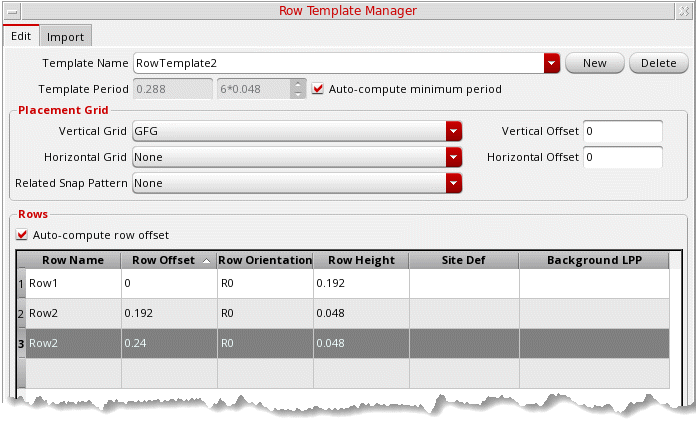 Row Template Manager
Edit Import
Template Name RowTemplate2 New Delete
Template Period 0.288 6*0.048 Auto-compute minimum period
Placement Grid
Vertical Grid GFG Vertical Offset 0
Horizontal Grid None Horizontal Offset 0
Related Snap Pattern None
Rows
Auto-compute row offset
Row Name Row Offset Row Orientation Row Height Site Def Background LPP
1 Row1 0 R0 0.192
2 Row2 0.192 R0 0.048
3 Row2 0.24 R0 0.048